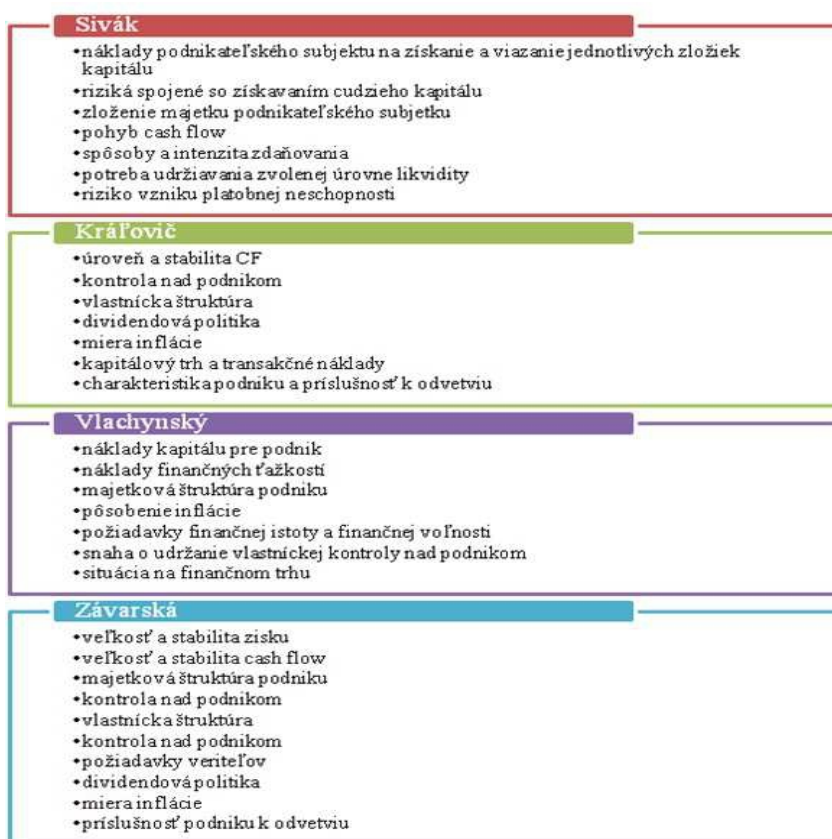 Sivák
•náklady podnikateľského subjektu na získanie a viazanie jednotlivých zložiek
kapitálu
•riziká spojené so získavaním cudzieho kapitálu
•zloženie majetku podnikateľského subjetku
•pohyb cash flow
•spôsoby a intenzita zdaňovania
•potreba udržiavania zvolenej úrovne likvidity
•riziko vzniku platobnej neschopnosti
Kráľovič
•úroveň a stabilita CF
•kontrola nad podnikom
•vlastnícka štruktúra
•dividendová politika
•miera inflácie
•kapitálový trh a transakčné náklady
•charakteristika podniku a príslušnosť k odvetviu
Vlachynský
•náklady kapitálu pre podnik
•náklady finančných ťažkostí
•majetková štruktúra podniku
•pôsobenie inflácie
•požiadavky finančnej istoty a finančnej voľnosti
•snaha o udržanie vlastníckej kontroly nad podnikom
•situácia na finančnom trhu
Závarská
•veľkosť a stabilita zisku
•veľkosť a stabilita cash flow
•majetková štruktúra podniku
•kontrola nad podnikom
•vlastnícka štruktúra
•kontrola nad podnikom
•požiadavky veriteľov
•dividendová politika
•miera inflácie
•príslušnosť podniku k odvetviu